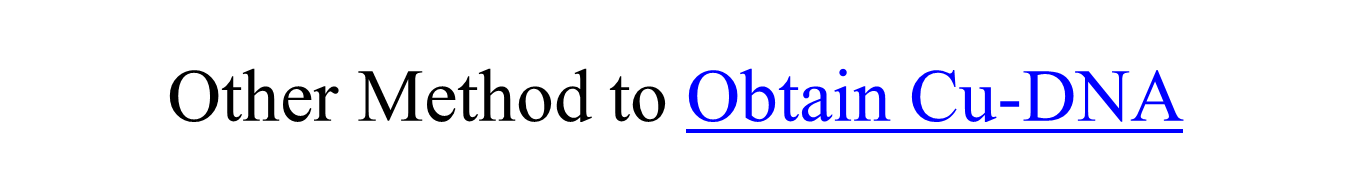 Other Method to Obtain Cu-DNA